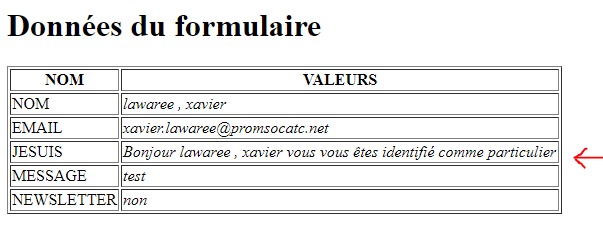 Données du formulaire
NOM VALEURS
NOM lawaree , xavier
EMAIL xavier.lawaree@promsocatc.net
JESUIS Bonjour lawaree , xavier vous vous êtes identifié comme particulier
MESSAGE test
NEWSLETTER non